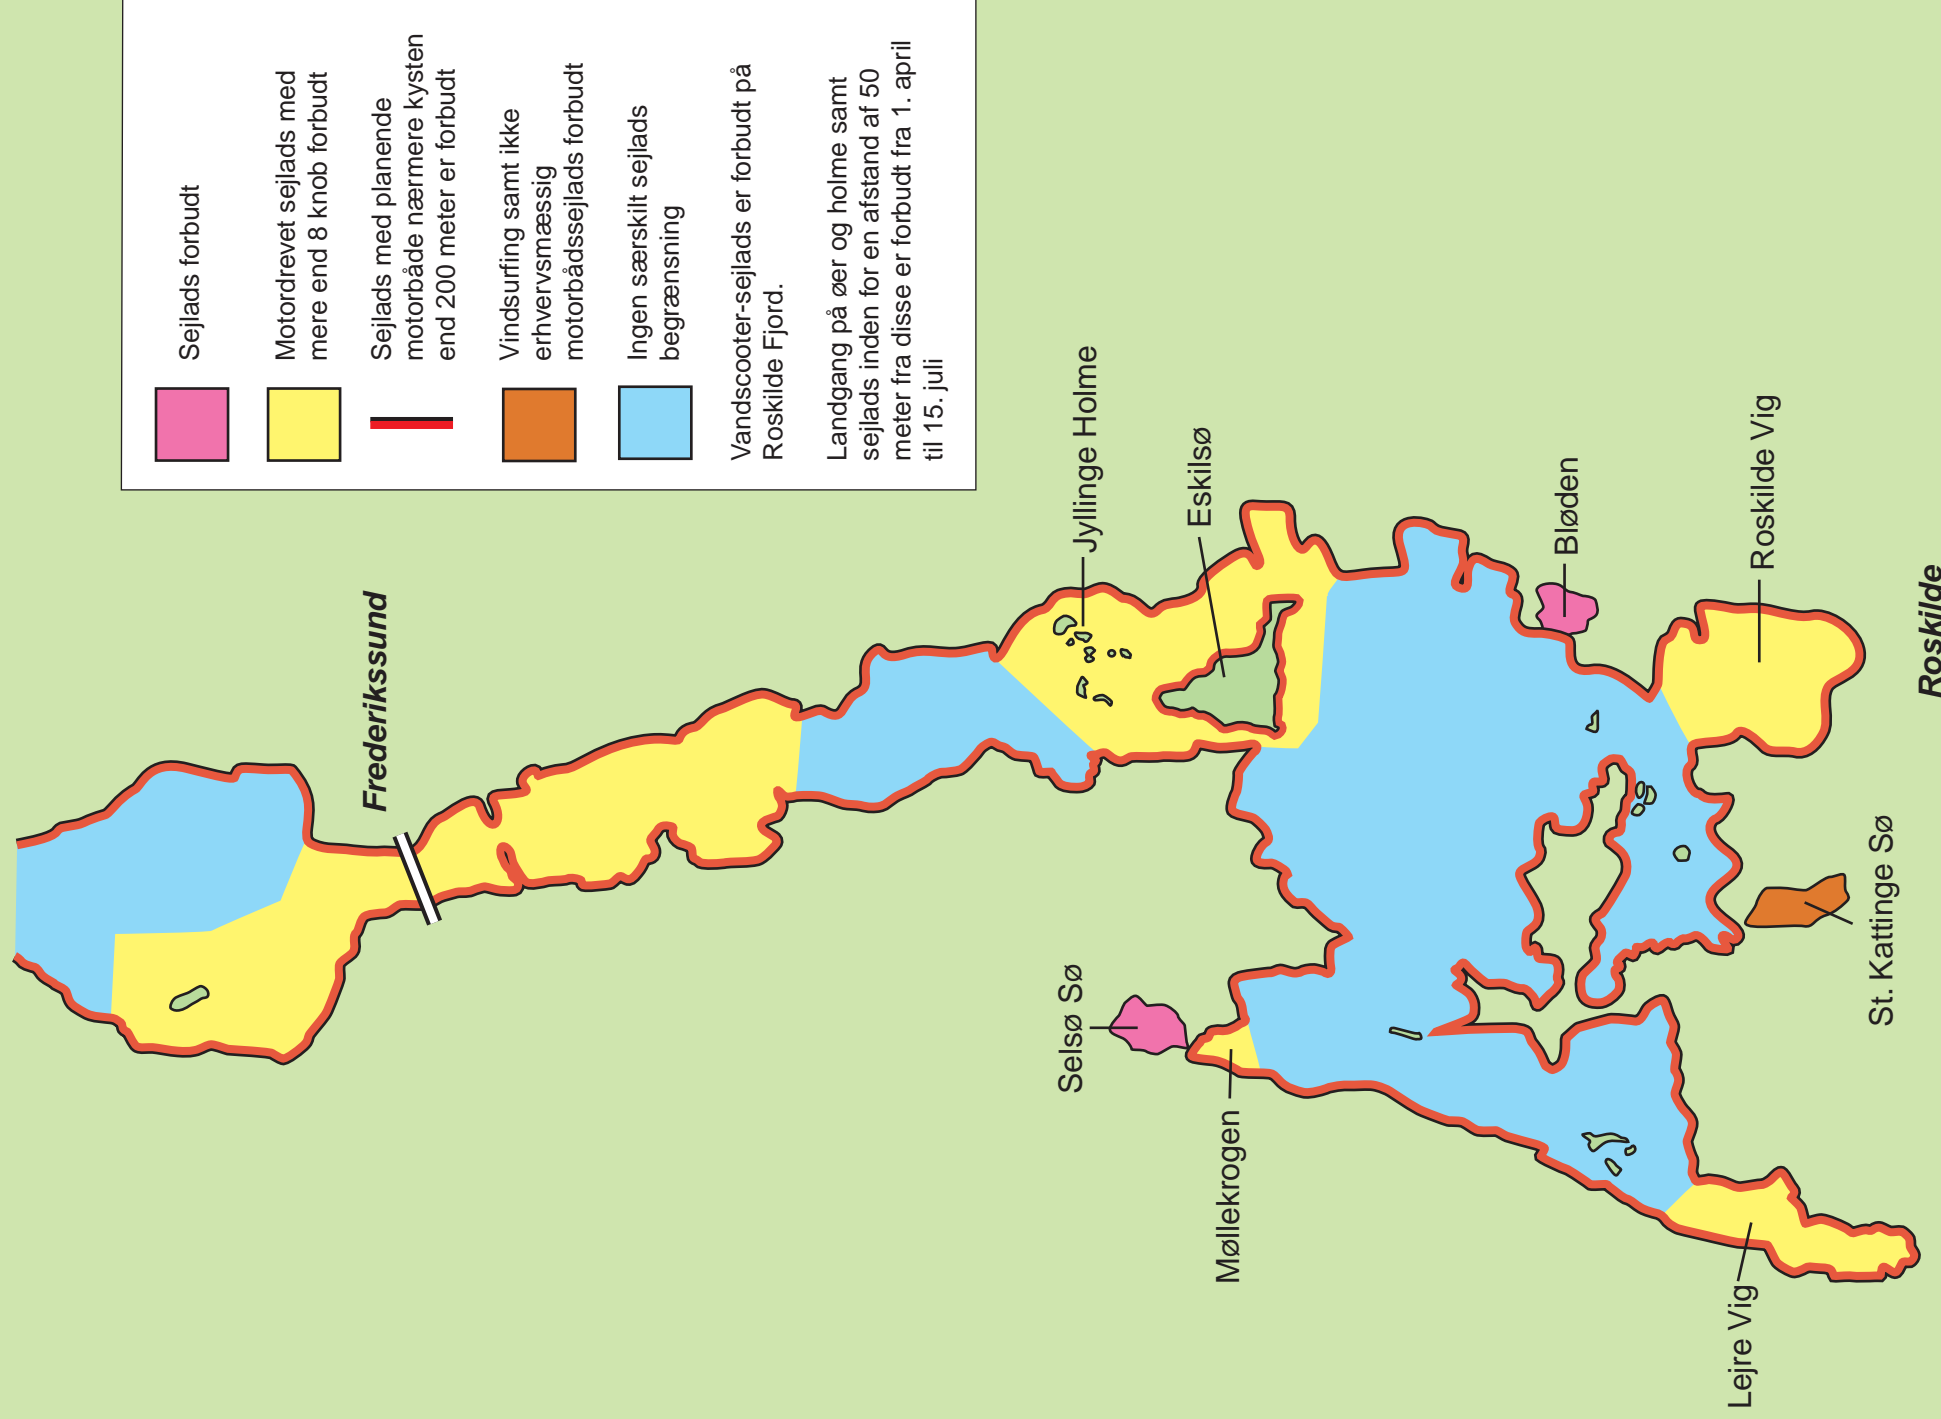 Sejlads forbudt
Motordrevet sejlads med
mere end 8 knob forbudt
Sejlads med planende
motorbåde nærmere kysten
end 200 meter er forbudt
Vindsurfing samt ikke
erhvervsmæssig
motorbådssejlads forbudt
Ingen særskilt sejlads
begrænsning
Vandscooter-sejlads er forbudt på
Roskilde Fjord.
Landgang på øer og holme samt
sejlads inden for en afstand af 50
meter fra disse er forbudt fra 1. april
til 15. juli
Frederikssund
Jyllinge Holme
Eskilsø
Selsø Sø
Møllekrogen
Bløden
Roskilde Vig
Lejre Vig
St. Kattinge Sø
Roskilde